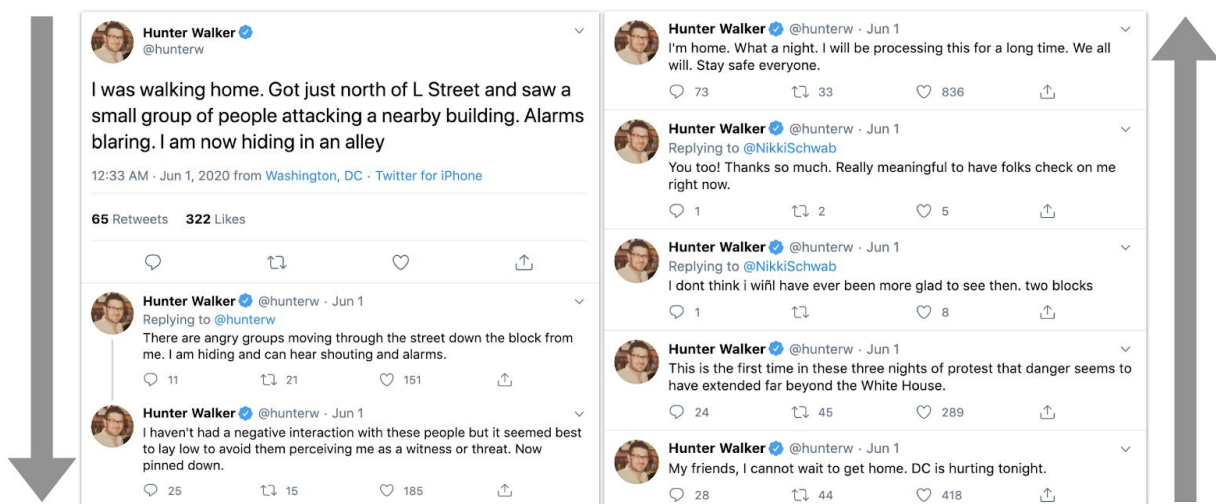 Hunter Walker
@hunterw
I was walking home. Got just north of L Street and saw a
small group of people attacking a nearby building. Alarms
blaring. I am now hiding in an alley
12:33 AM · Jun 1, 2020 from Washington, DC · Twitter for iPhone
65 Retweets 322 Likes
Hunter Walker @hunterw · Jun 1
Replying to @hunterw
There are angry groups moving through the street down the block from
me. I am hiding and can hear shouting and alarms.
11 21 151
Hunter Walker @hunterw · Jun 1
I haven't had a negative interaction with these people but it seemed best
to lay low to avoid them perceiving me as a witness or threat. Now
pinned down.
25 15 185
Hunter Walker @hunterw · Jun 1
I'm home. What a night. I will be processing this for a long time. We all
will. Stay safe everyone.
73 33 836
Hunter Walker @hunterw · Jun 1
Replying to @NikkiSchwab
You too! Thanks so much. Really meaningful to have folks check on me
right now.
1 2 5
Hunter Walker @hunterw · Jun 1
Replying to @NikkiSchwab
I dont think i wiñl have ever been more glad to see then. two blocks
1 8
Hunter Walker @hunterw · Jun 1
This is the first time in these three nights of protest that danger seems to
have extended far beyond the White House.
24 45 289
Hunter Walker @hunterw · Jun 1
My friends, I cannot wait to get home. DC is hurting tonight.
28 44 418